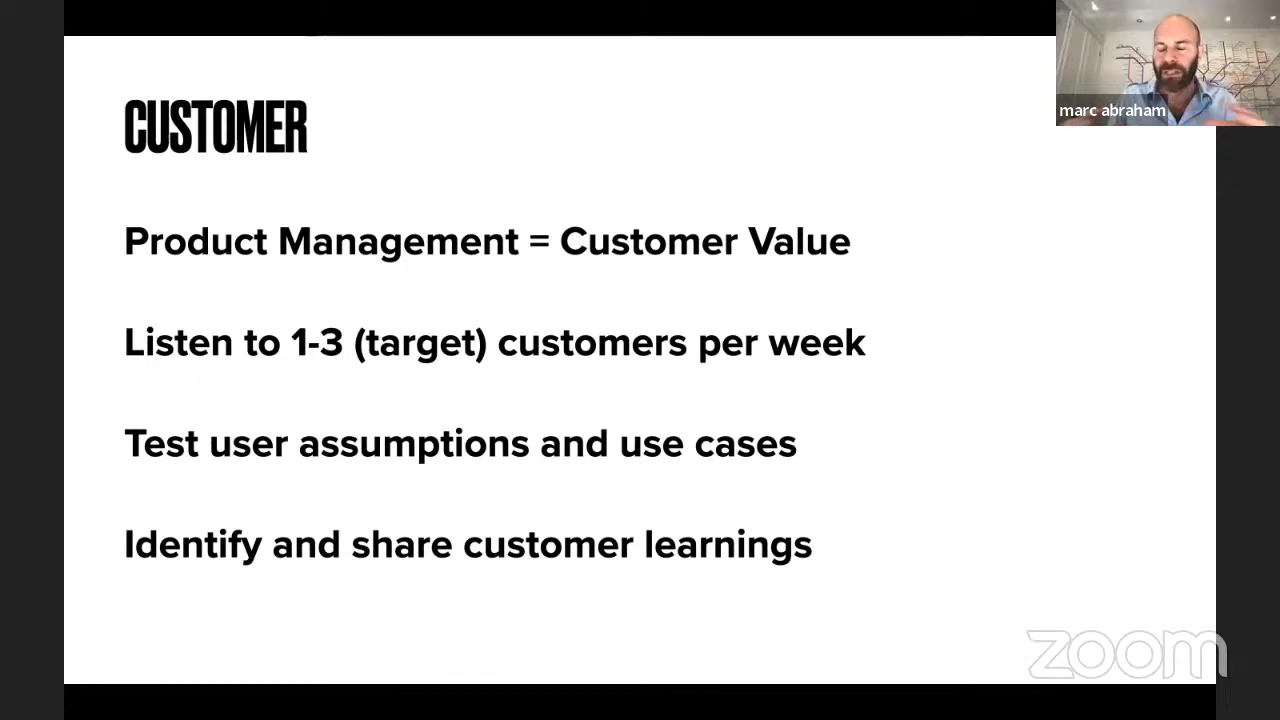 CUSTOMER
marc abraham
Product Management = Customer Value
Listen to 1-3 (target) customers per week
Test user assumptions and use cases
Identify and share customer learnings
zoom